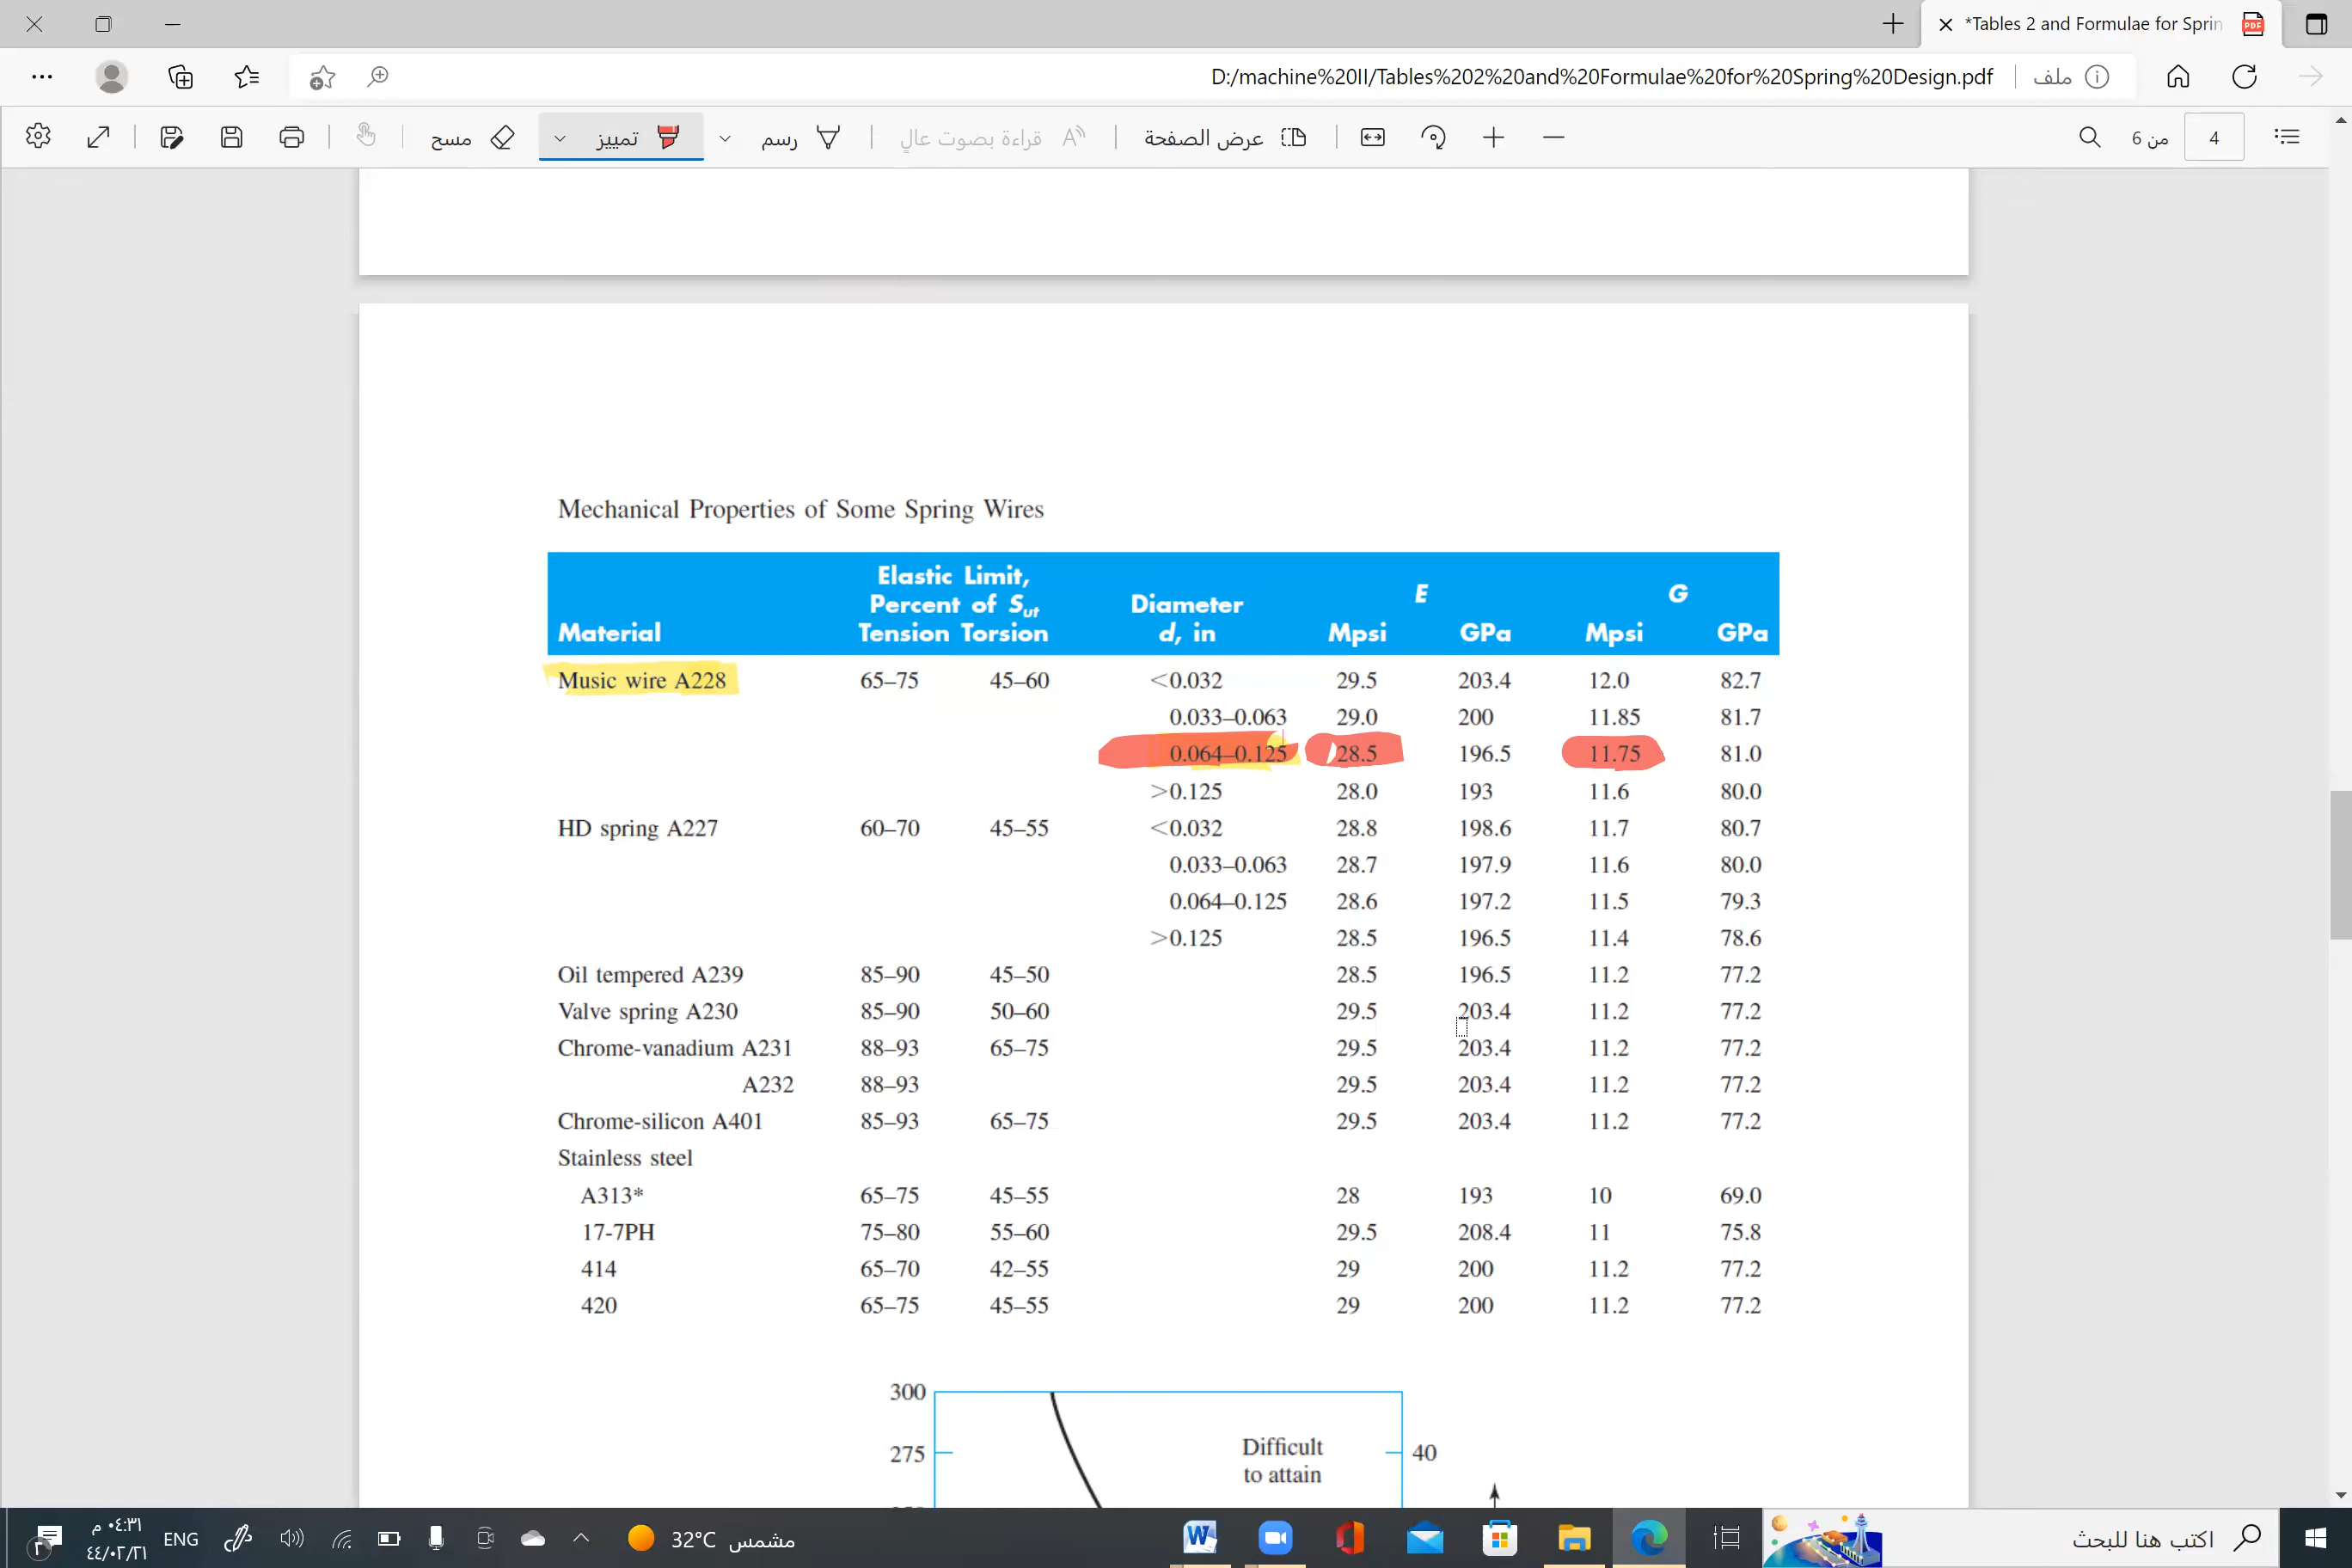 *Tables 2 and Formulae for Sprin
D:/machine%20II/Tables%202%20and%20Formulae%20for%20Spring%20Design.pdf
ملف
مسح
تمييز
رسم
قراءة بصوت عالٍ
عرض الصفحة
من 6
4
Mechanical Properties of Some Spring Wires
Elastic Limit,
Percent of Sut
Diameter E G
Material Tension Torsion d, in Mpsi GPa Mpsi GPa
Music wire A228 65–75 45–60 <0.032 29.5 203.4 12.0 82.7
0.033–0.063 29.0 200 11.85 81.7
0.064–0.125 28.5 196.5 11.75 81.0
>0.125 28.0 193 11.6 80.0
HD spring A227 60–70 45–55 <0.032 28.8 198.6 11.7 80.7
0.033–0.063 28.7 197.9 11.6 80.0
0.064–0.125 28.6 197.2 11.5 79.3
>0.125 28.5 196.5 11.4 78.6
Oil tempered A239 85–90 45–50 28.5 196.5 11.2 77.2
Valve spring A230 85–90 50–60 29.5 203.4 11.2 77.2
Chrome-vanadium A231 88–93 65–75 29.5 203.4 11.2 77.2
A232 88–93 29.5 203.4 11.2 77.2
Chrome-silicon A401 85–93 65–75 29.5 203.4 11.2 77.2
Stainless steel
A313* 65–75 45–55 28 193 10 69.0
17-7PH 75–80 55–60 29.5 208.4 11 75.8
414 65–70 42–55 29 200 11.2 77.2
420 65–75 45–55 29 200 11.2 77.2
300
275
Difficult
to attain
40
٠٤:٣١ م
٤٤/٠٢/٢١
ENG
32°C مشمس
اكتب هنا للبحث